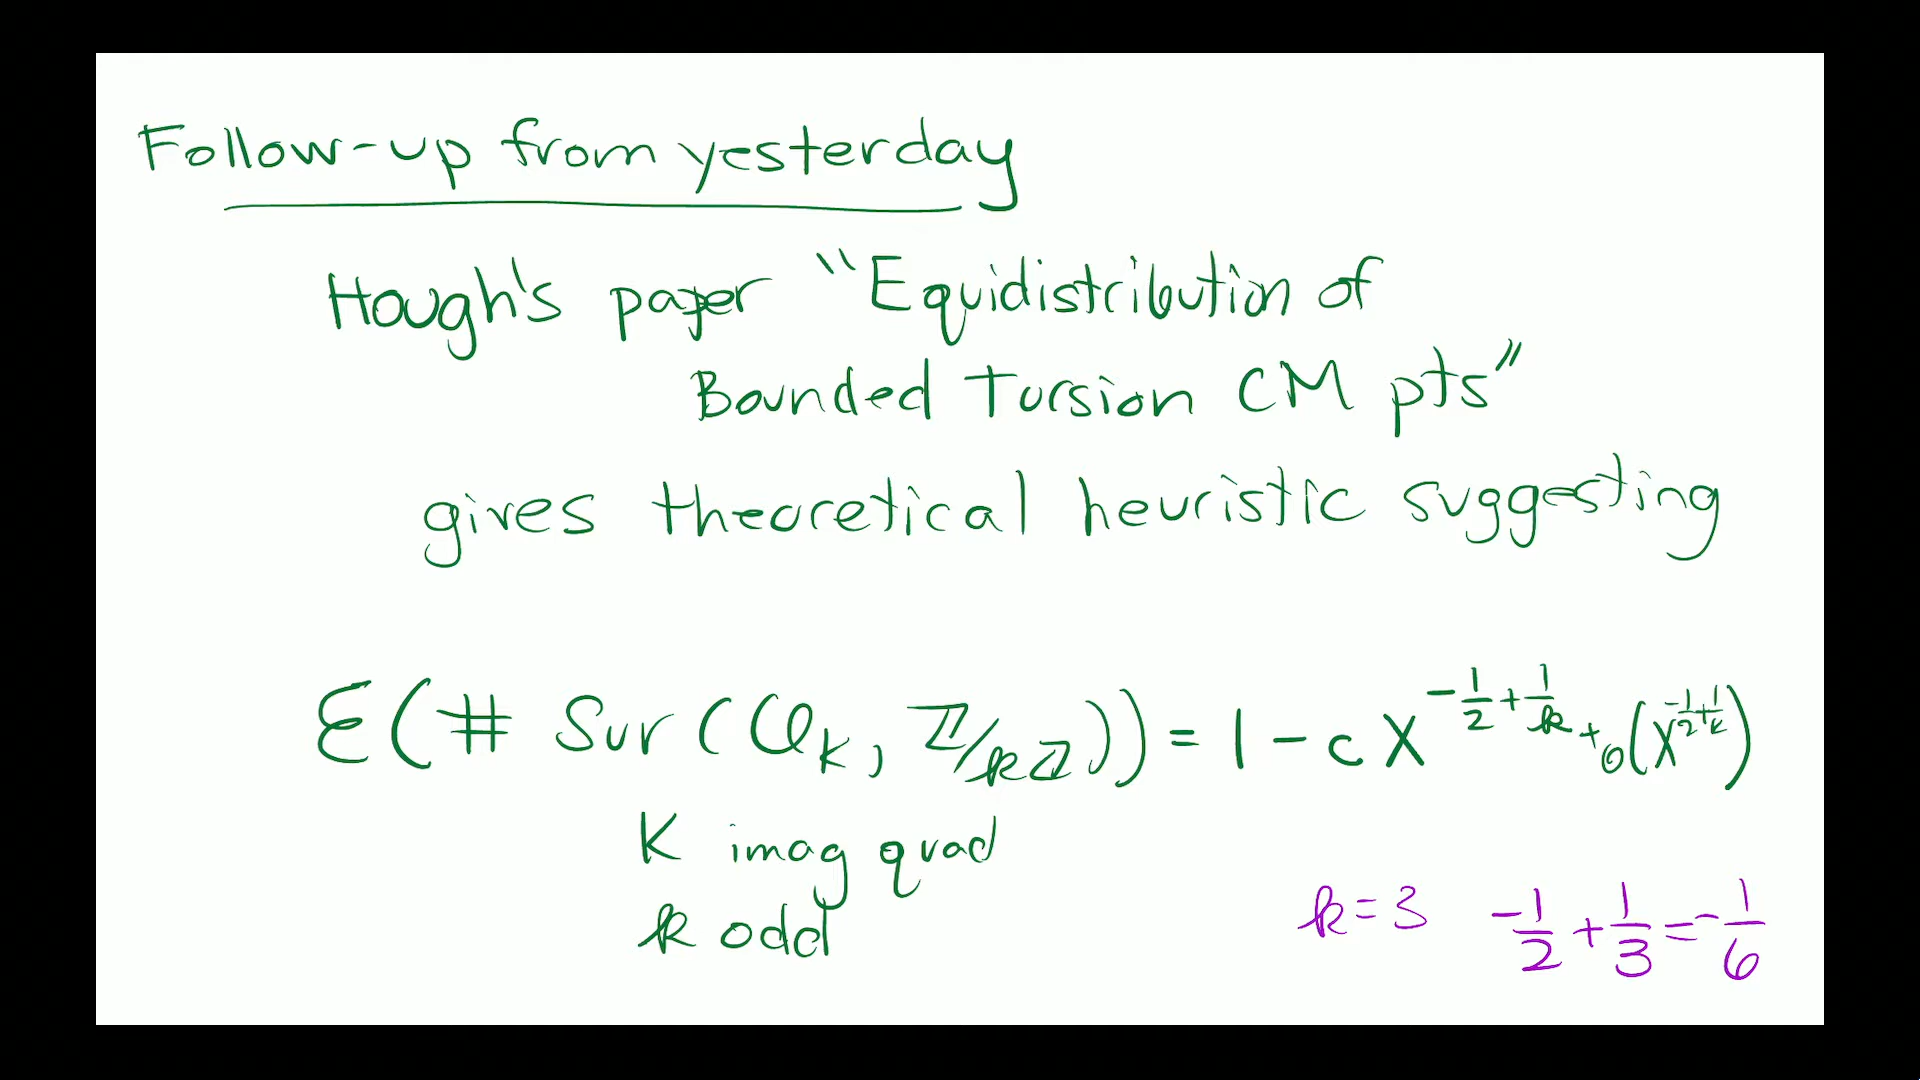 Follow-up from yesterday
Hough's paper "Equidistribution of
Bounded Torsion CM pts"
gives theoretical heuristic suggesting
E(# Sur(Cl_K, ℤ/kℤ)) = 1 - c X^{-1/2 + 1/k} + o(X^{-1/2 + 1/k})
K imag quad
k odd
k=3 -1/2 + 1/3 = -1/6